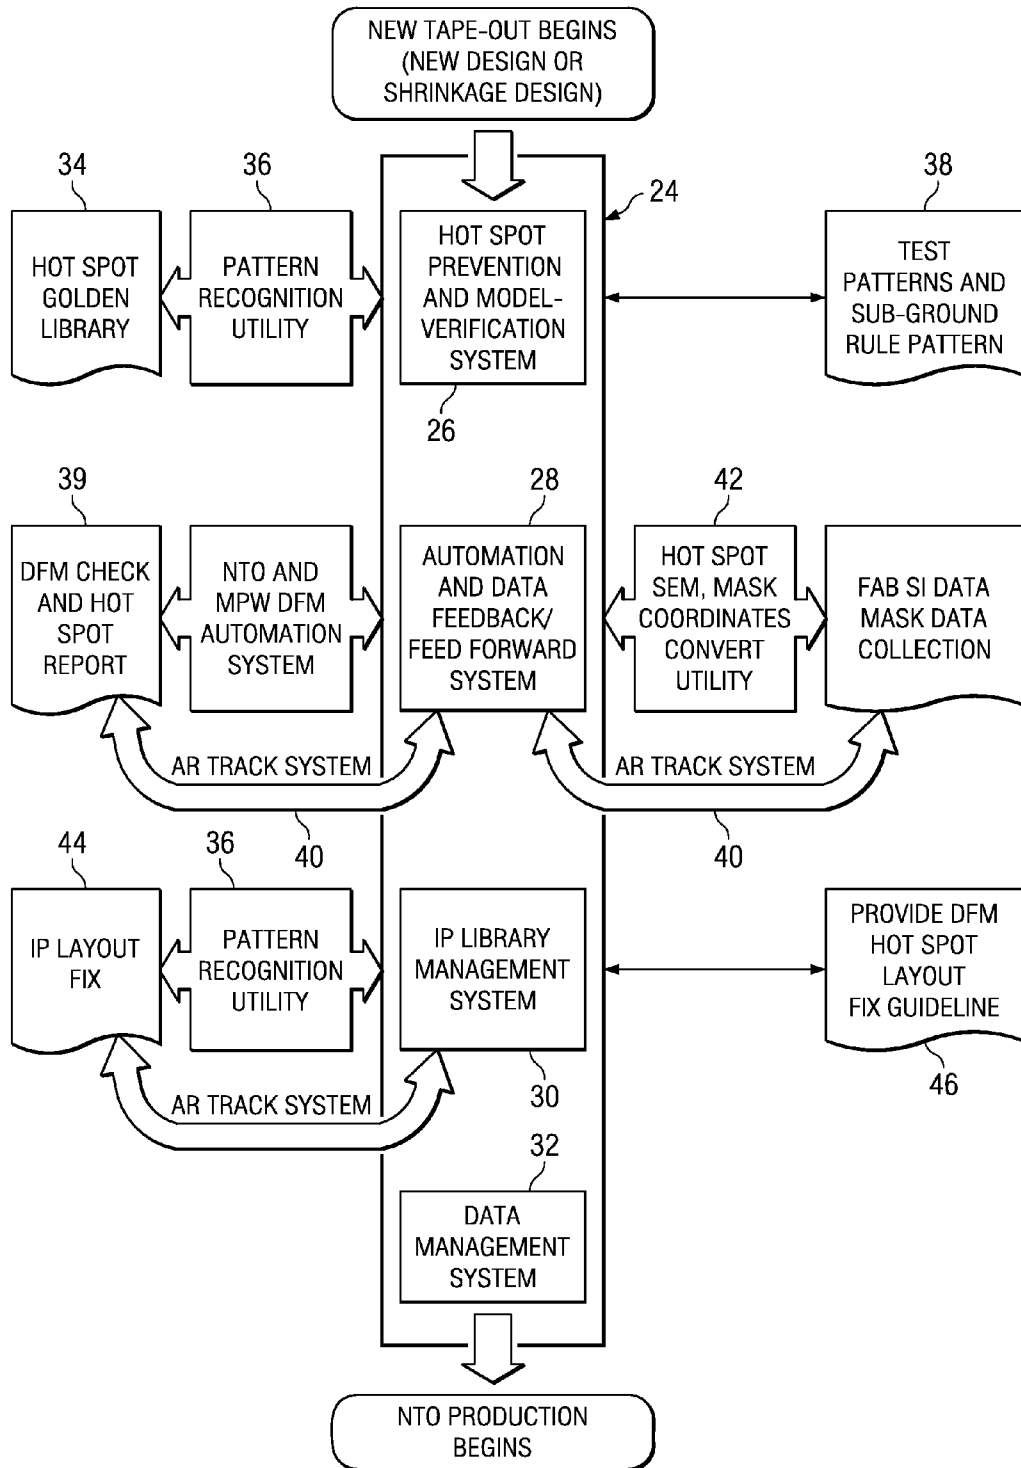 NEW TAPE-OUT BEGINS
(NEW DESIGN OR
SHRINKAGE DESIGN)
34
36
24
38
HOT SPOT
GOLDEN
LIBRARY
PATTERN
RECOGNITION
UTILITY
HOT SPOT
PREVENTION
AND MODEL-
VERIFICATION
SYSTEM
26
TEST
PATTERNS AND
SUB-GROUND
RULE PATTERN
39
28
42
DFM CHECK
AND HOT
SPOT
REPORT
NTO AND
MPW DFM
AUTOMATION
SYSTEM
AUTOMATION
AND DATA
FEEDBACK/
FEED FORWARD
SYSTEM
HOT SPOT
SEM, MASK
COORDINATES
CONVERT
UTILITY
FAB SI DATA
MASK DATA
COLLECTION
AR TRACK SYSTEM
40
AR TRACK SYSTEM
40
44
36
IP LAYOUT
FIX
PATTERN
RECOGNITION
UTILITY
IP LIBRARY
MANAGEMENT
SYSTEM
30
PROVIDE DFM
HOT SPOT
LAYOUT
FIX GUIDELINE
46
AR TRACK SYSTEM
32
DATA
MANAGEMENT
SYSTEM
NTO PRODUCTION
BEGINS